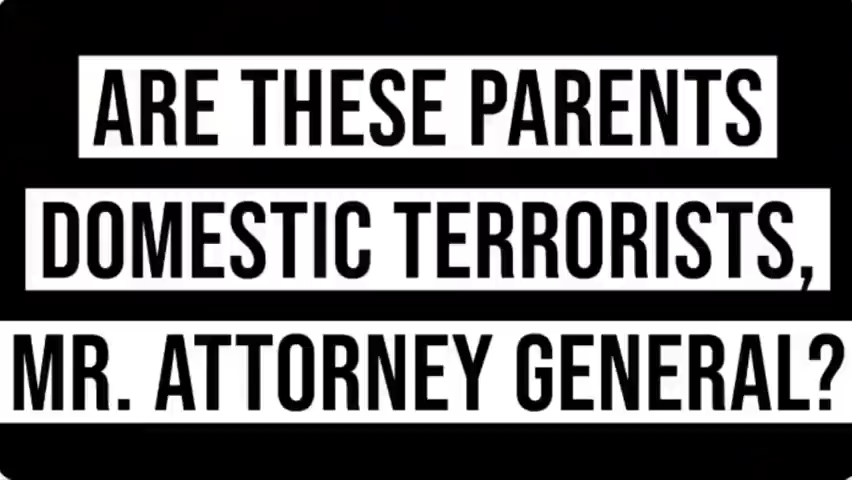 ARE THESE PARENTS
DOMESTIC TERRORISTS,
MR. ATTORNEY GENERAL?